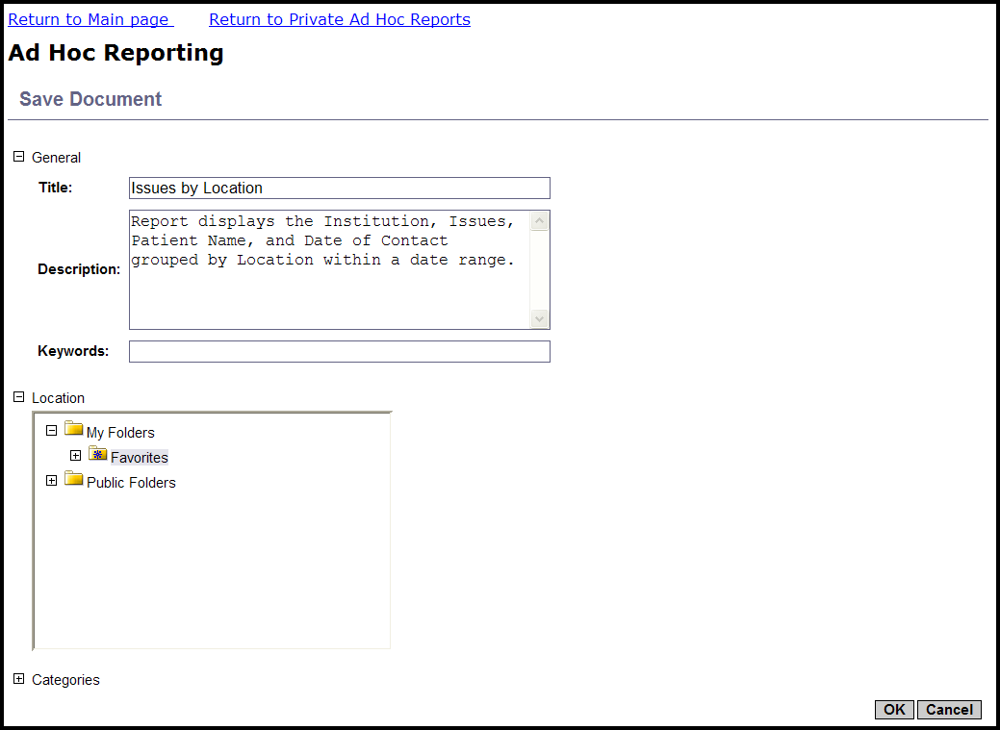 Return to Main page Return to Private Ad Hoc Reports
Ad Hoc Reporting
Save Document
General
Title: Issues by Location
Description:
Report displays the Institution, Issues,
Patient Name, and Date of Contact
grouped by Location within a date range.
Keywords:
Location
My Folders
Favorites
Public Folders
Categories
OK Cancel